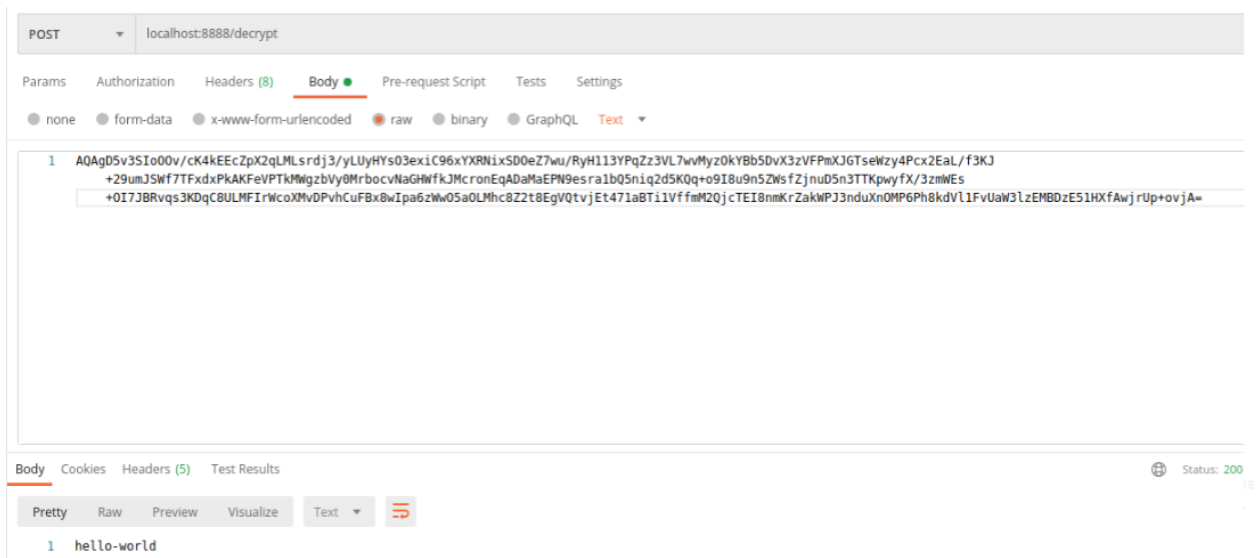 POST localhost:8888/decrypt
Params Authorization Headers (8) Body Pre-request Script Tests Settings
none form-data x-www-form-urlencoded raw binary GraphQL Text
1 AQAgD5v3SIoOOv/cK4kEEcZpX2qLMLsrdj3/yLUyHYsO3exiC96xYXRNixSDOeZ7wu/RyH113YPqZz3VL7wvMyzOkYBb5DvX3zVFPmXJGTseWzy4Pcx2EaL/f3KJ
+29umJSWf7TFxdxPkAKFeVPTkMWgzbVy0MrbocvNaGHWfkJMcronEqADaMaEPN9esra1bQ5niq2d5KQq+o9I8u9n5ZWsfZjnuD5n3TTKpwyfX/3zmWEs
+OI7JBRvqs3KDqC8ULMFIrWcoXMvDPvhCuFBx8wIpa6zWwO5aOLMhc8Z2t8EgVQtvjEt471aBTi1VffmM2QjcTEI8nmKrZakWPJ3nduXnOMP6Ph8kdVl1FvUaW3lzEMBDzE51HXfAwjrUp+ovjA=
Body Cookies Headers (5) Test Results Status: 200
Pretty Raw Preview Visualize Text
1 hello-world